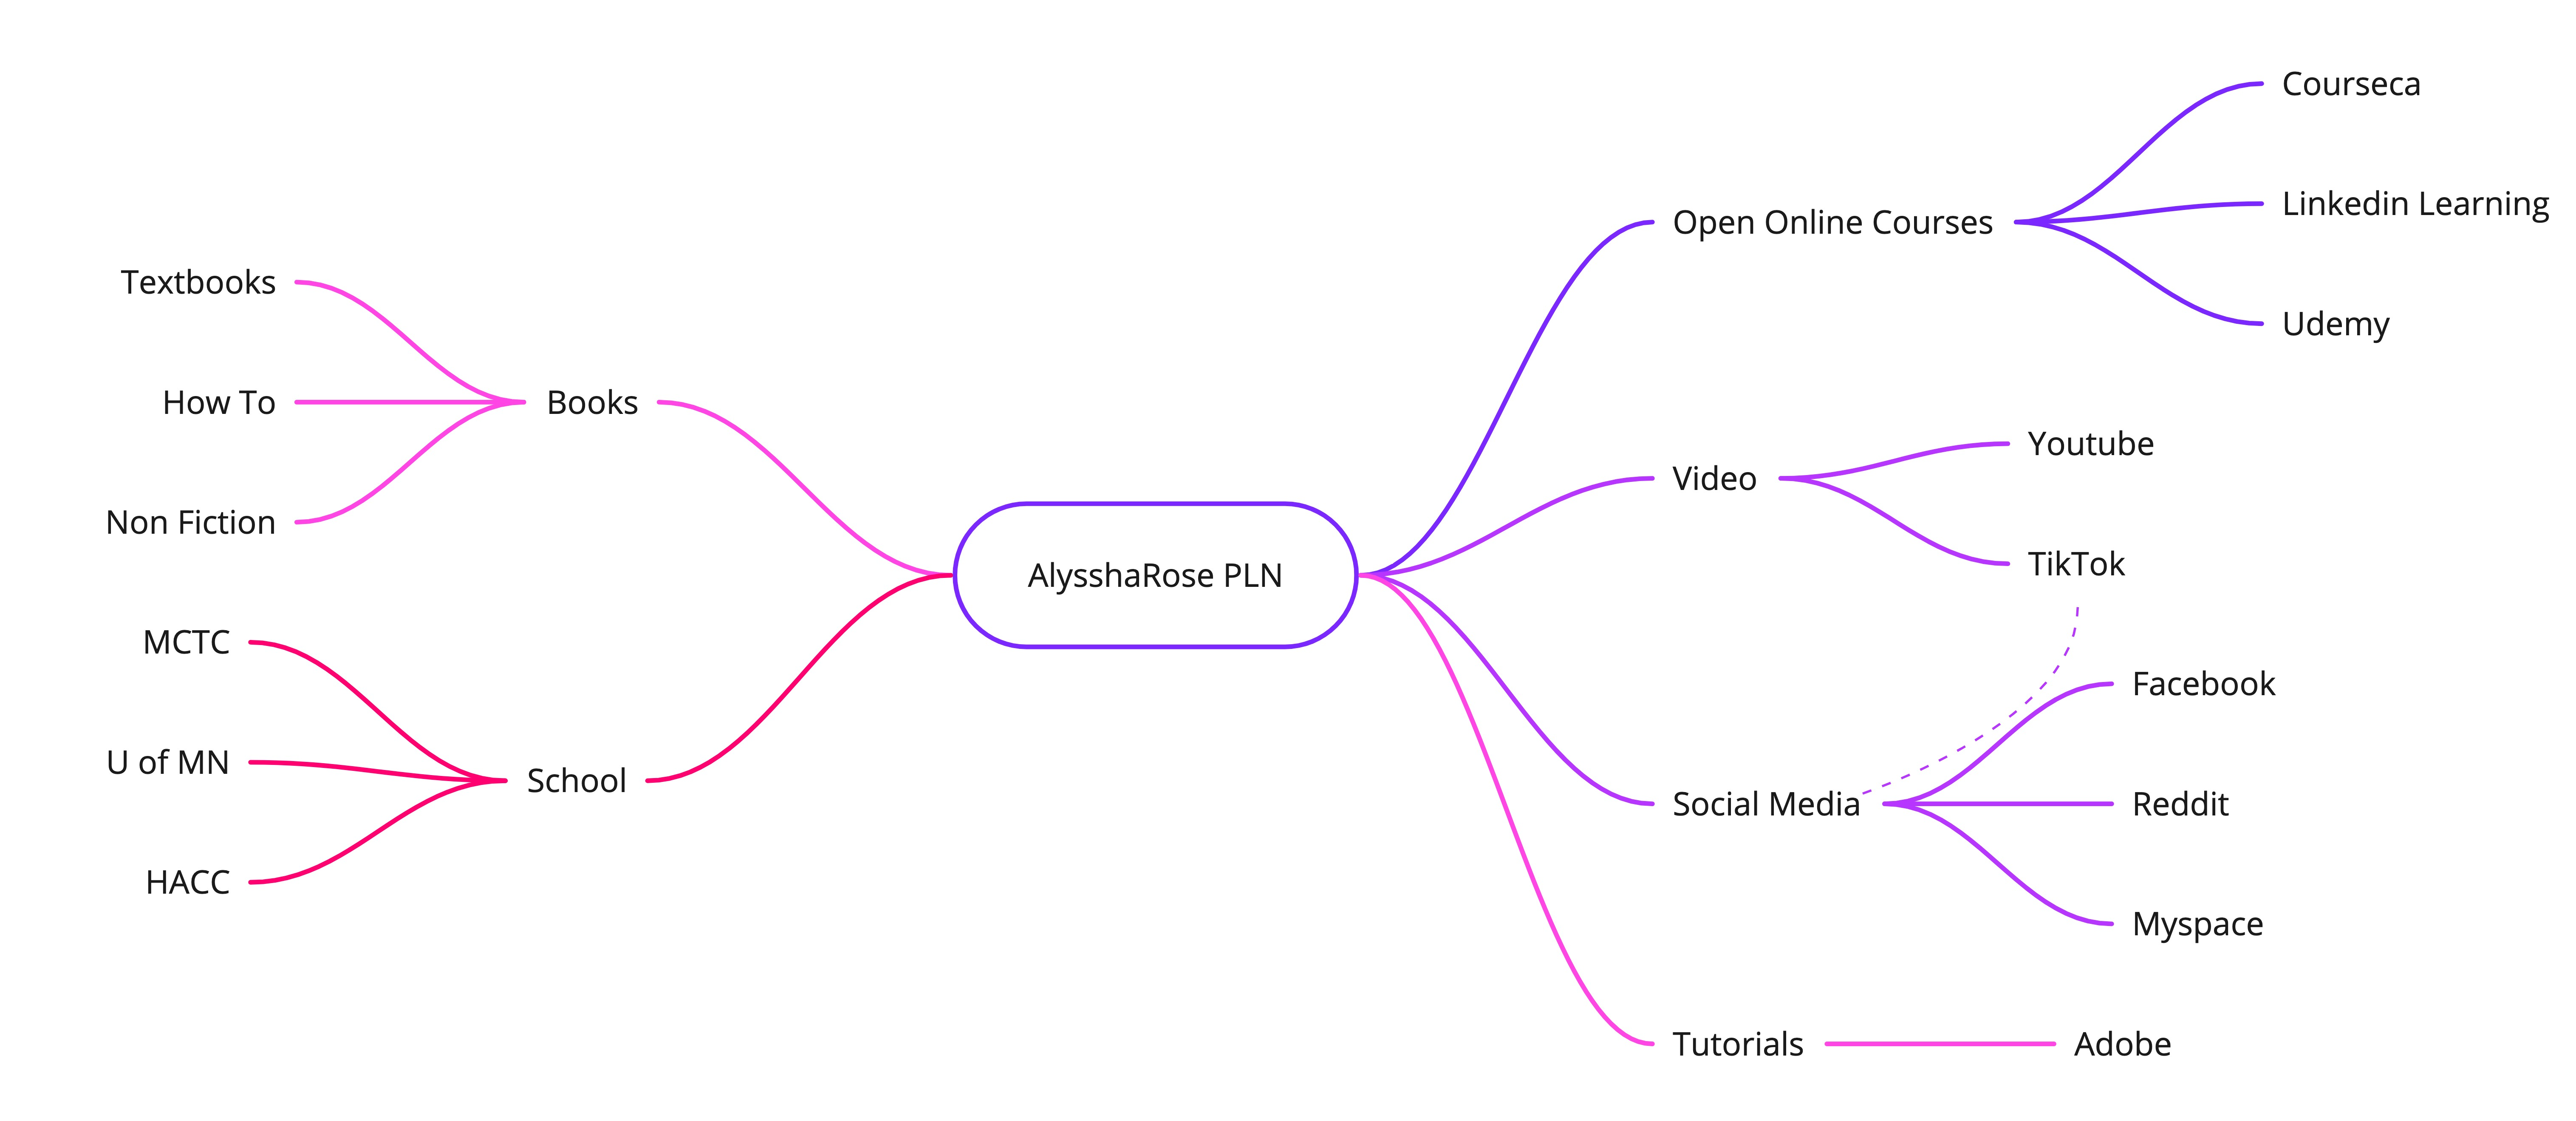 AlysshaRose PLN
Open Online Courses
Courseca
Linkedin Learning
Udemy
Video
Youtube
TikTok
Social Media
Facebook
Reddit
Myspace
Tutorials
Adobe
Books
Textbooks
How To
Non Fiction
School
MCTC
U of MN
HACC